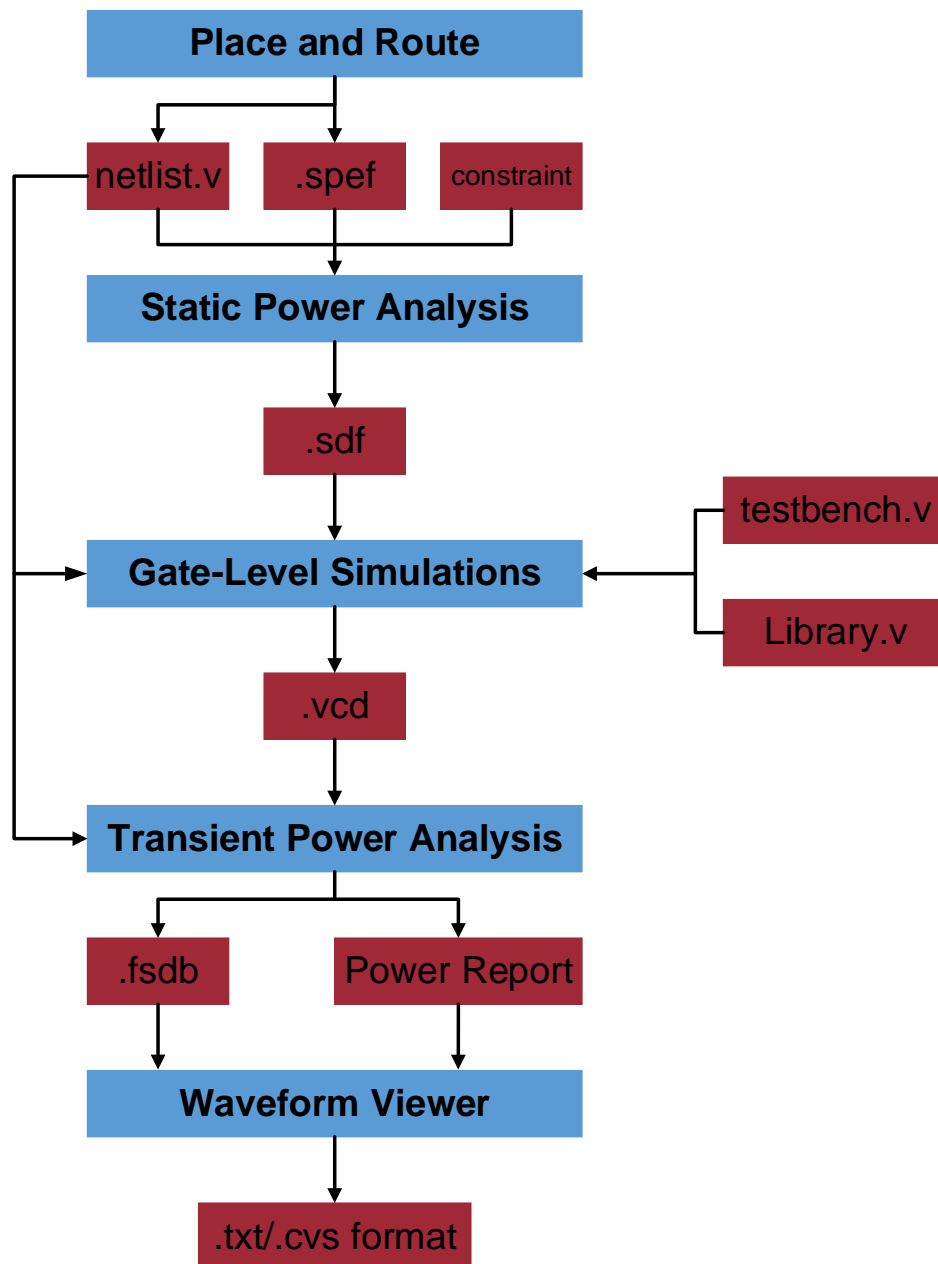 Place and Route
netlist.v
.spef
constraint
Static Power Analysis
.sdf
testbench.v
Gate-Level Simulations
Library.v
.vcd
Transient Power Analysis
.fsdb
Power Report
Waveform Viewer
.txt/.cvs format